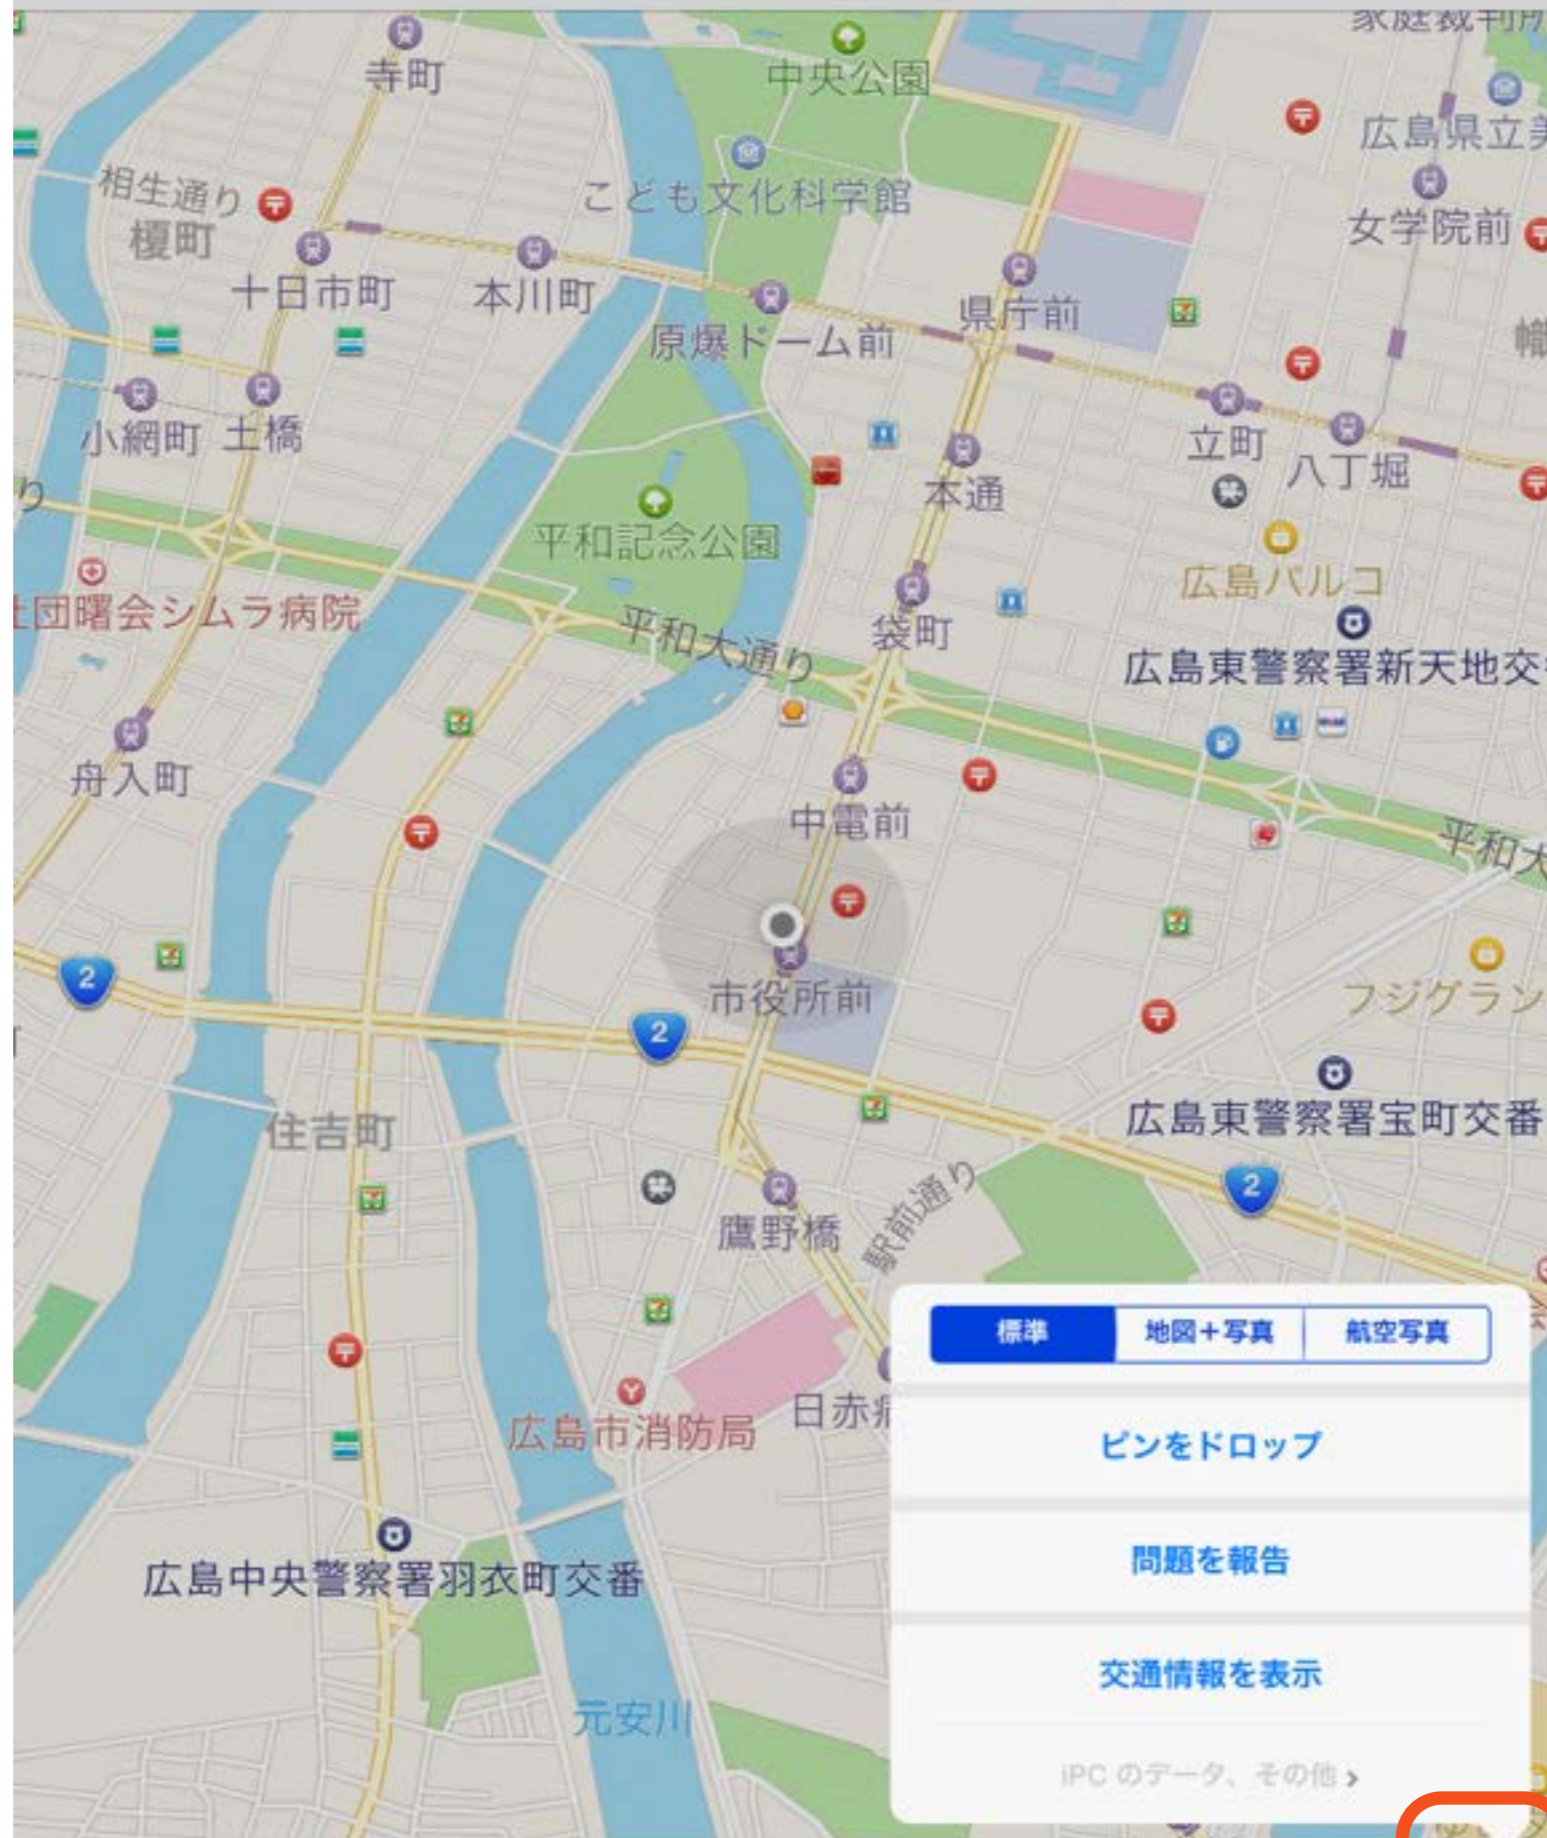 家庭裁判所
寺町
中央公園
広島県立美
相生通り
榎町
こども文化科学館
女学院前
十日市町
本川町
県庁前
原爆ドーム前
幟
小網町
土橋
立町
八丁堀
本通
り
平和記念公園
広島パルコ
社団曙会シムラ病院
平和大通り
袋町
広島東警察署新天地交
舟入町
中電前
平和大
2
市役所前
フジグラン
2
広島東警察署宝町交番
住吉町
2
鷹野橋
駅前通り
標準
地図+写真
航空写真
日赤病
広島市消防局
ピンをドロップ
問題を報告
広島中央警察署羽衣町交番
交通情報を表示
元安川
iPC のデータ、その他 ›